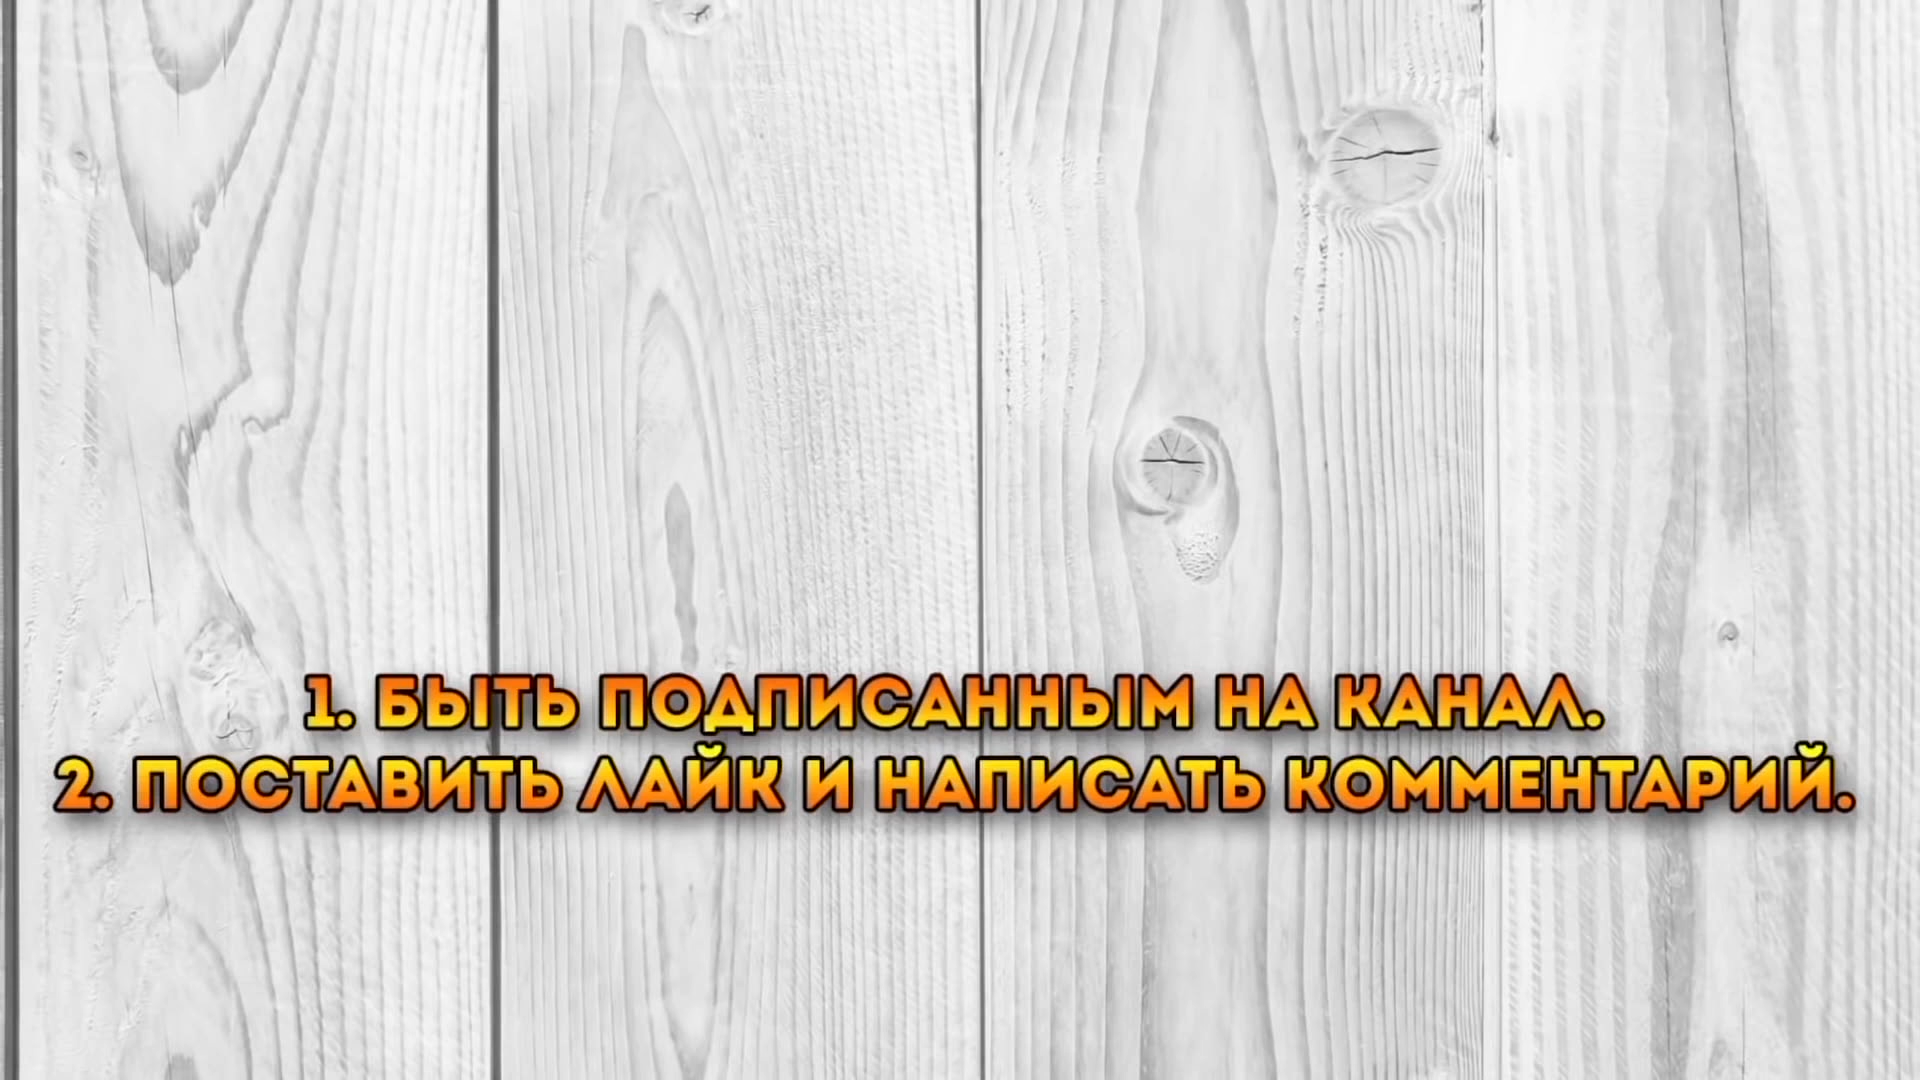 1. БЫТЬ ПОДПИСАННЫМ НА КАНАЛ.
2. ПОСТАВИТЬ ЛАЙК И НАПИСАТЬ КОММЕНТАРИЙ.